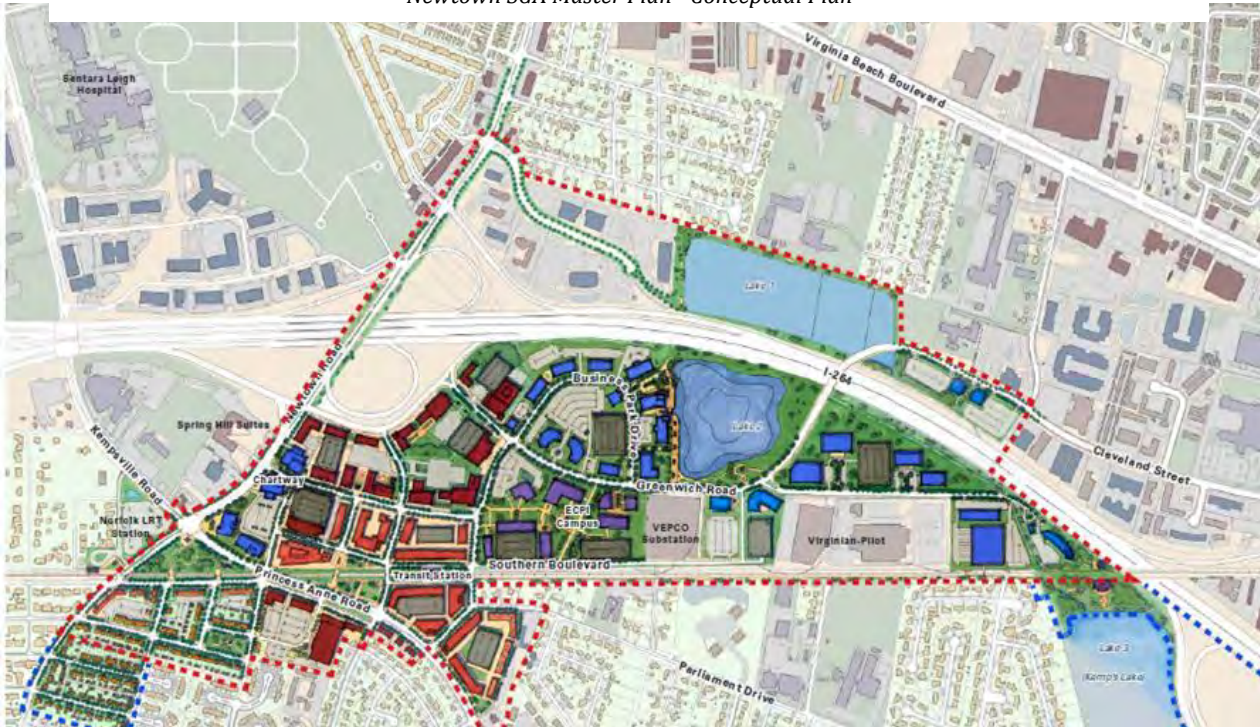 Newtown SGA Master Plan - Conceptual Plan
Virginia Beach Boulevard
Sentara Leigh
Hospital
Lake 1
I-264
Newtown Road
Business Park Drive
Kempsville Road
Spring Hill Suites
Lake 2
Cleveland Street
Chartway
Greenwich Road
ECPI
Campus
Norfolk LRT
Station
VEPCO
Substation
Virginian-Pilot
Southern Boulevard
Transit Station
Princess Anne Road
Parliament Drive
Lake 3
(Kemps Lake)